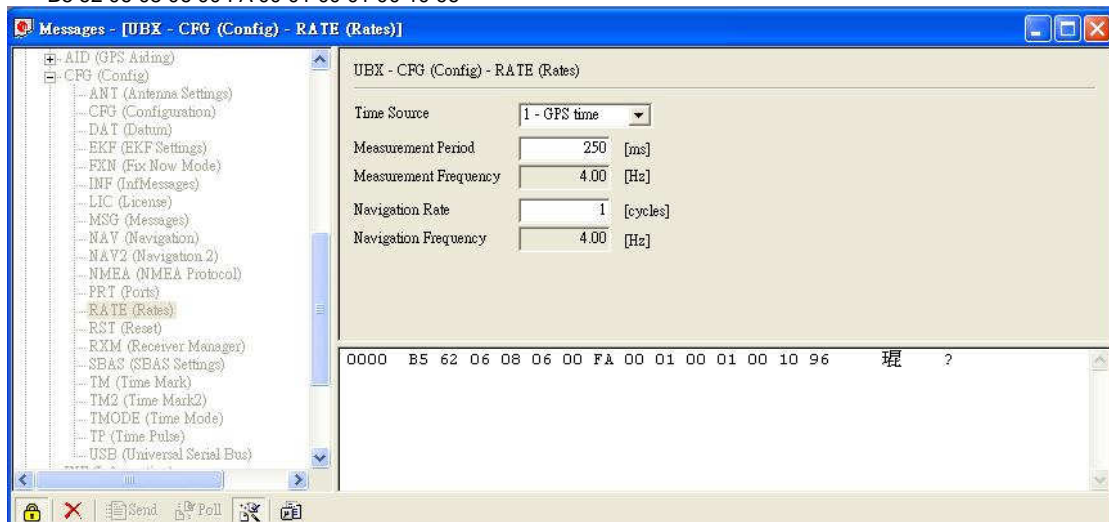 Messages - [UBX - CFG (Config) - RATE (Rates)]
AID (GPS Aiding)
CFG (Config)
ANT (Antenna Settings)
CFG (Configuration)
DAT (Datum)
EKF (EKF Settings)
FXN (Fix Now Mode)
INF (InfMessages)
LIC (License)
MSG (Messages)
NAV (Navigation)
NAV2 (Navigation 2)
NMEA (NMEA Protocol)
PRT (Ports)
RATE (Rates)
RST (Reset)
RXM (Receiver Manager)
SBAS (SBAS Settings)
TM (Time Mark)
TM2 (Time Mark2)
TMODE (Time Mode)
TP (Time Pulse)
USB (Universal Serial Bus)
UBX - CFG (Config) - RATE (Rates)
Time Source 1 - GPS time
Measurement Period 250 [ms]
Measurement Frequency 4.00 [Hz]
Navigation Rate 1 [cycles]
Navigation Frequency 4.00 [Hz]
0000 B5 62 06 08 06 00 FA 00 01 00 01 00 10 96 ?
Send Poll